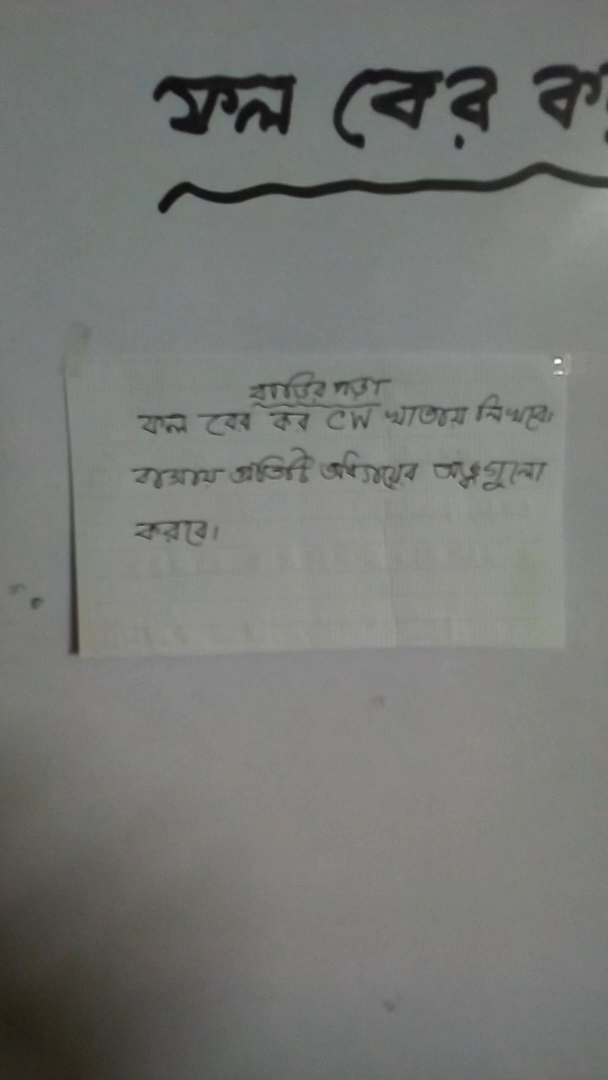 ফল বের
বাড়ির পড়া
ফল বের কর CW খাতায় লিখবে।
বাসায় প্রতিটি অধ্যায়ের অঙ্কগুলো
করবে।